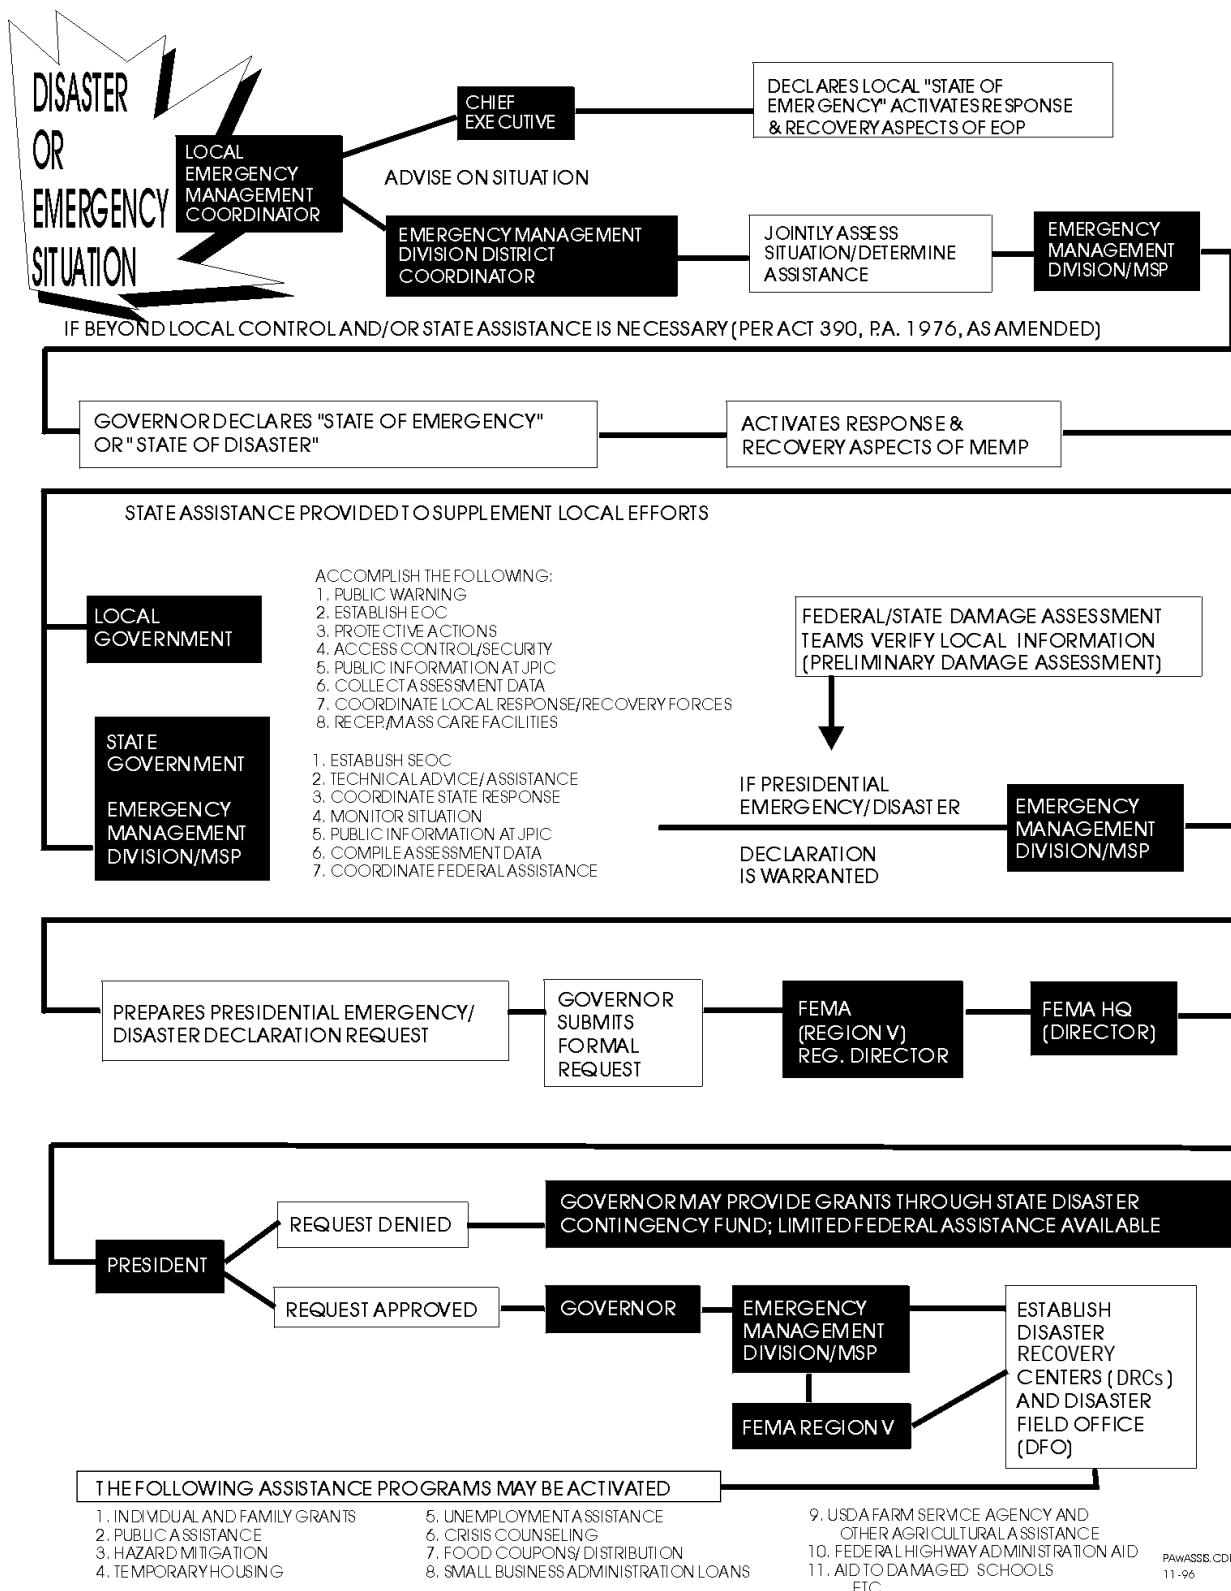 DISASTER
OR
EMERGENCY
SITUATION
LOCAL
EMERGENCY
MANAGEMENT
COORDINATOR
CHIEF
EXECUTIVE
DECLARES LOCAL "STATE OF
EMERGENCY" ACTIVATES RESPONSE
& RECOVERY ASPECTS OF EOP
ADVISE ON SITUATION
EMERGENCY MANAGEMENT
DIVISION DISTRICT
COORDINATOR
JOINTLY ASSESS
SITUATION/DETERMINE
ASSISTANCE
EMERGENCY
MANAGEMENT
DIVISION/MSP
IF BEYOND LOCAL CONTROL AND/OR STATE ASSISTANCE IS NECESSARY (PER ACT 390, P.A. 1976, AS AMENDED)
GOVERNOR DECLARES "STATE OF EMERGENCY"
OR "STATE OF DISASTER"
ACTIVATES RESPONSE &
RECOVERY ASPECTS OF MEMP
STATE ASSISTANCE PROVIDED TO SUPPLEMENT LOCAL EFFORTS
LOCAL
GOVERNMENT
ACCOMPLISH THE FOLLOWING:
1. PUBLIC WARNING
2. ESTABLISH EOC
3. PROTECTIVE ACTIONS
4. ACCESS CONTROL/SECURITY
5. PUBLIC INFORMATION AT JPIC
6. COLLECT ASSESSMENT DATA
7. COORDINATE LOCAL RESPONSE/RECOVERY FORCES
8. RECEP./MASS CARE FACILITIES
FEDERAL/STATE DAMAGE ASSESSMENT
TEAMS VERIFY LOCAL INFORMATION
(PRELIMINARY DAMAGE ASSESSMENT)
STATE
GOVERNMENT
EMERGENCY
MANAGEMENT
DIVISION/MSP
1. ESTABLISH SEOC
2. TECHNICAL ADVICE/ASSISTANCE
3. COORDINATE STATE RESPONSE
4. MONITOR SITUATION
5. PUBLIC INFORMATION AT JPIC
6. COMPILE ASSESSMENT DATA
7. COORDINATE FEDERAL ASSISTANCE
IF PRESIDENTIAL
EMERGENCY/DISASTER
DECLARATION
IS WARRANTED
EMERGENCY
MANAGEMENT
DIVISION/MSP
PREPARES PRESIDENTIAL EMERGENCY/
DISASTER DECLARATION REQUEST
GOVERNOR
SUBMITS
FORMAL
REQUEST
FEMA
(REGION V)
REG. DIRECTOR
FEMA HQ
(DIRECTOR)
PRESIDENT
REQUEST DENIED
GOVERNOR MAY PROVIDE GRANTS THROUGH STATE DISASTER
CONTINGENCY FUND; LIMITED FEDERAL ASSISTANCE AVAILABLE
REQUEST APPROVED
GOVERNOR
EMERGENCY
MANAGEMENT
DIVISION/MSP
FEMA REGION V
ESTABLISH
DISASTER
RECOVERY
CENTERS (DRCs)
AND DISASTER
FIELD OFFICE
(DFO)
THE FOLLOWING ASSISTANCE PROGRAMS MAY BE ACTIVATED
1. INDIVIDUAL AND FAMILY GRANTS
2. PUBLIC ASSISTANCE
3. HAZARD MITIGATION
4. TEMPORARY HOUSING
5. UNEMPLOYMENT ASSISTANCE
6. CRISIS COUNSELING
7. FOOD COUPONS/DISTRIBUTION
8. SMALL BUSINESS ADMINISTRATION LOANS
9. USDA FARM SERVICE AGENCY AND
OTHER AGRICULTURAL ASSISTANCE
10. FEDERAL HIGHWAY ADMINISTRATION AID
11. AID TO DAMAGED SCHOOLS
ETC.
11-96